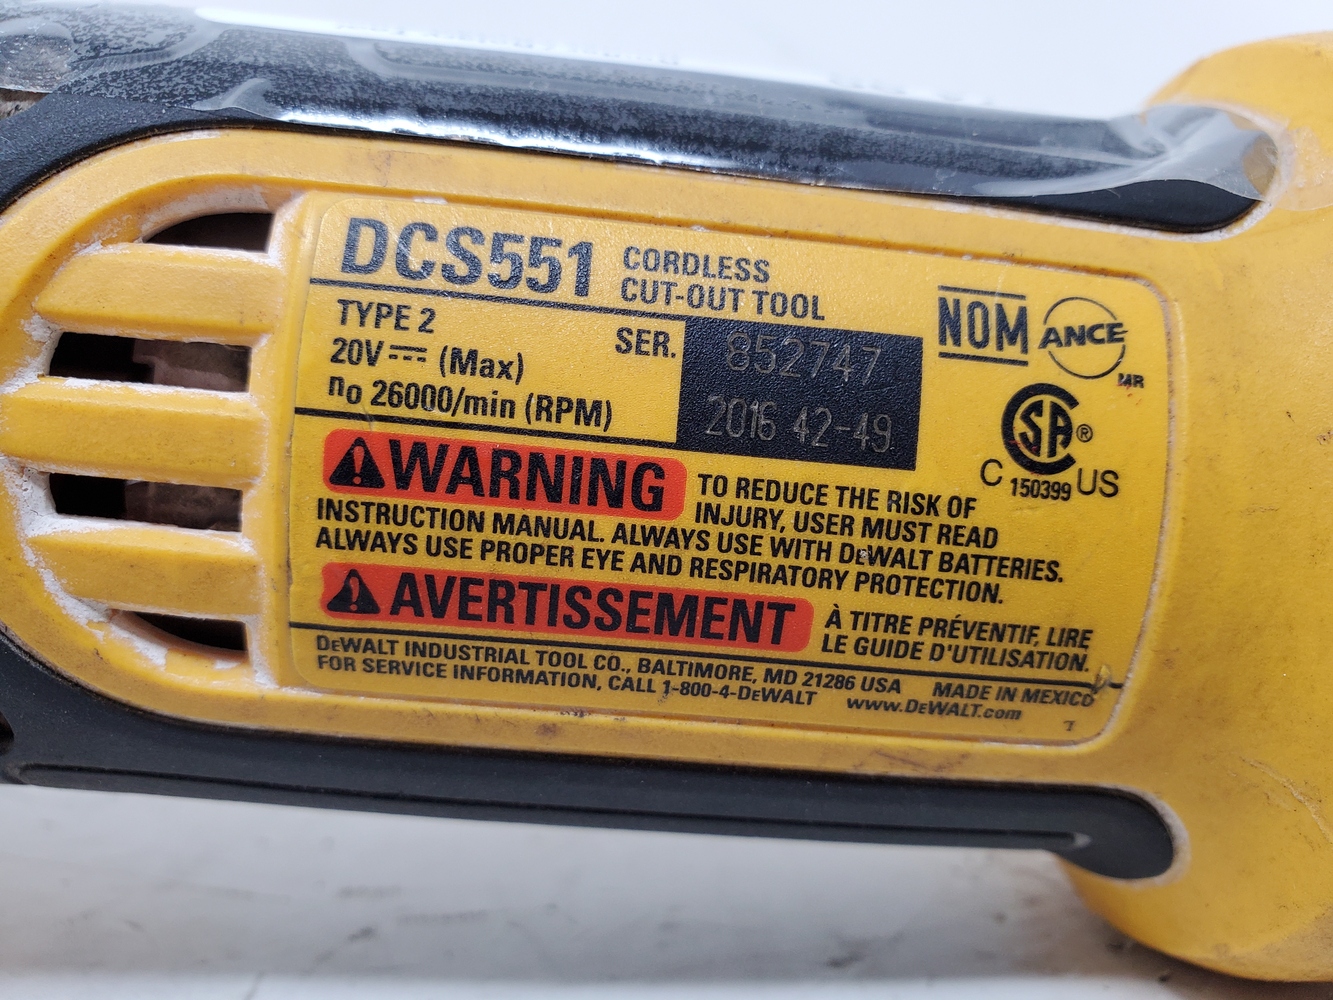 DCS551 CORDLESS
CUT-OUT TOOL
TYPE 2
20V ⎓ (Max)
no 26000/min (RPM)
SER. 852747
2016 42-49
NOM
ANCE
MR
SA ®
C 150399 US
WARNING TO REDUCE THE RISK OF
INJURY, USER MUST READ
INSTRUCTION MANUAL. ALWAYS USE WITH DEWALT BATTERIES.
ALWAYS USE PROPER EYE AND RESPIRATORY PROTECTION.
AVERTISSEMENT À TITRE PRÉVENTIF, LIRE
LE GUIDE D'UTILISATION.
DEWALT INDUSTRIAL TOOL CO., BALTIMORE, MD 21286 USA MADE IN MEXICO
FOR SERVICE INFORMATION, CALL 1-800-4-DEWALT www.DEWALT.com